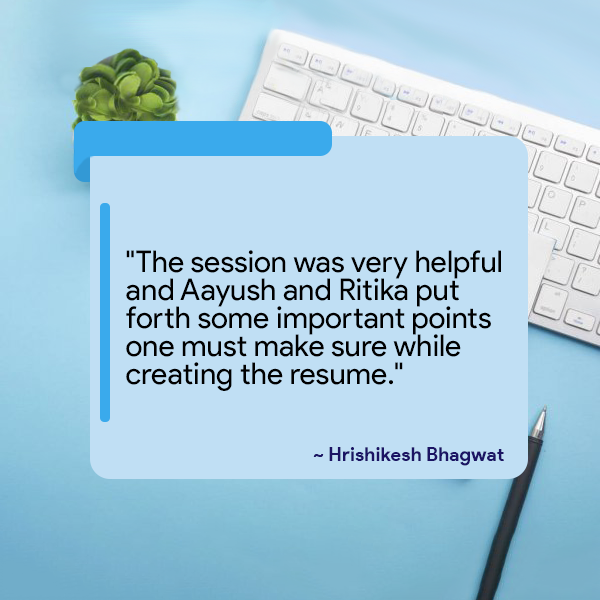 "The session was very helpful
and Aayush and Ritika put
forth some important points
one must make sure while
creating the resume."
~ Hrishikesh Bhagwat